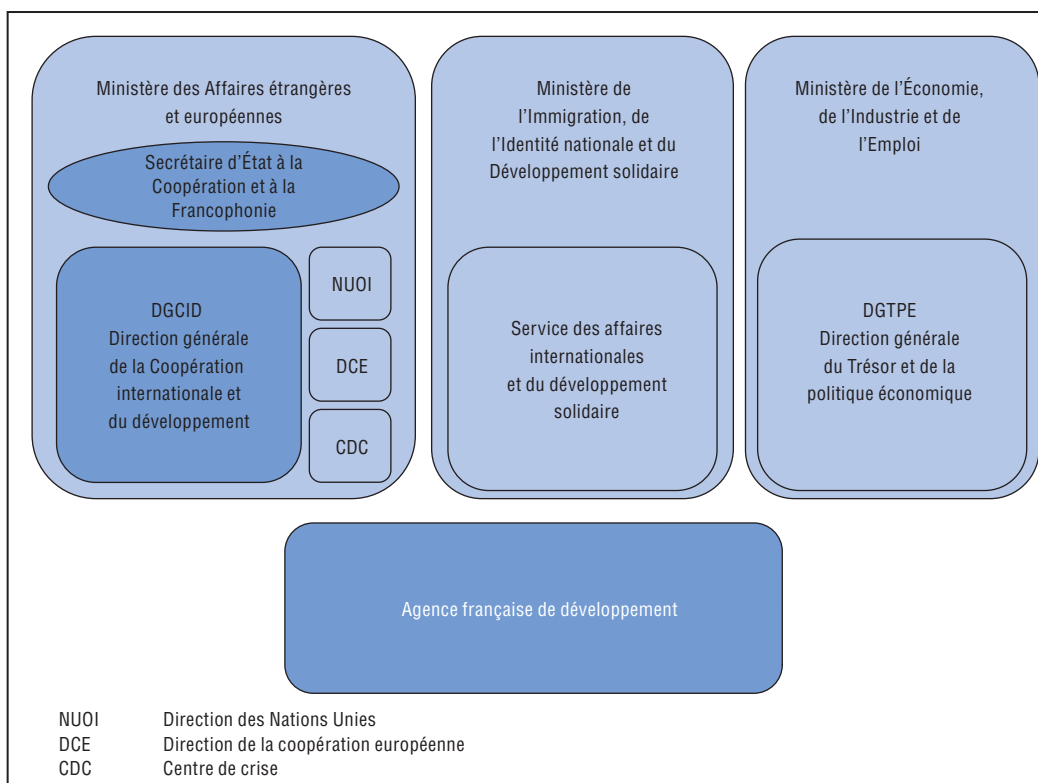 Ministère des Affaires étrangères
et européennes
Secrétaire d'État à la
Coopération et à la
Francophonie
DGCID
Direction générale
de la Coopération
internationale et
du développement
NUOI
DCE
CDC
Ministère de
l'Immigration, de
l'Identité nationale et du
Développement solidaire
Service des affaires
internationales
et du développement
solidaire
Ministère de l'Économie,
de l'Industrie et de
l'Emploi
DGTPE
Direction générale
du Trésor et de la
politique économique
Agence française de développement
NUOI Direction des Nations Unies
DCE Direction de la coopération européenne
CDC Centre de crise